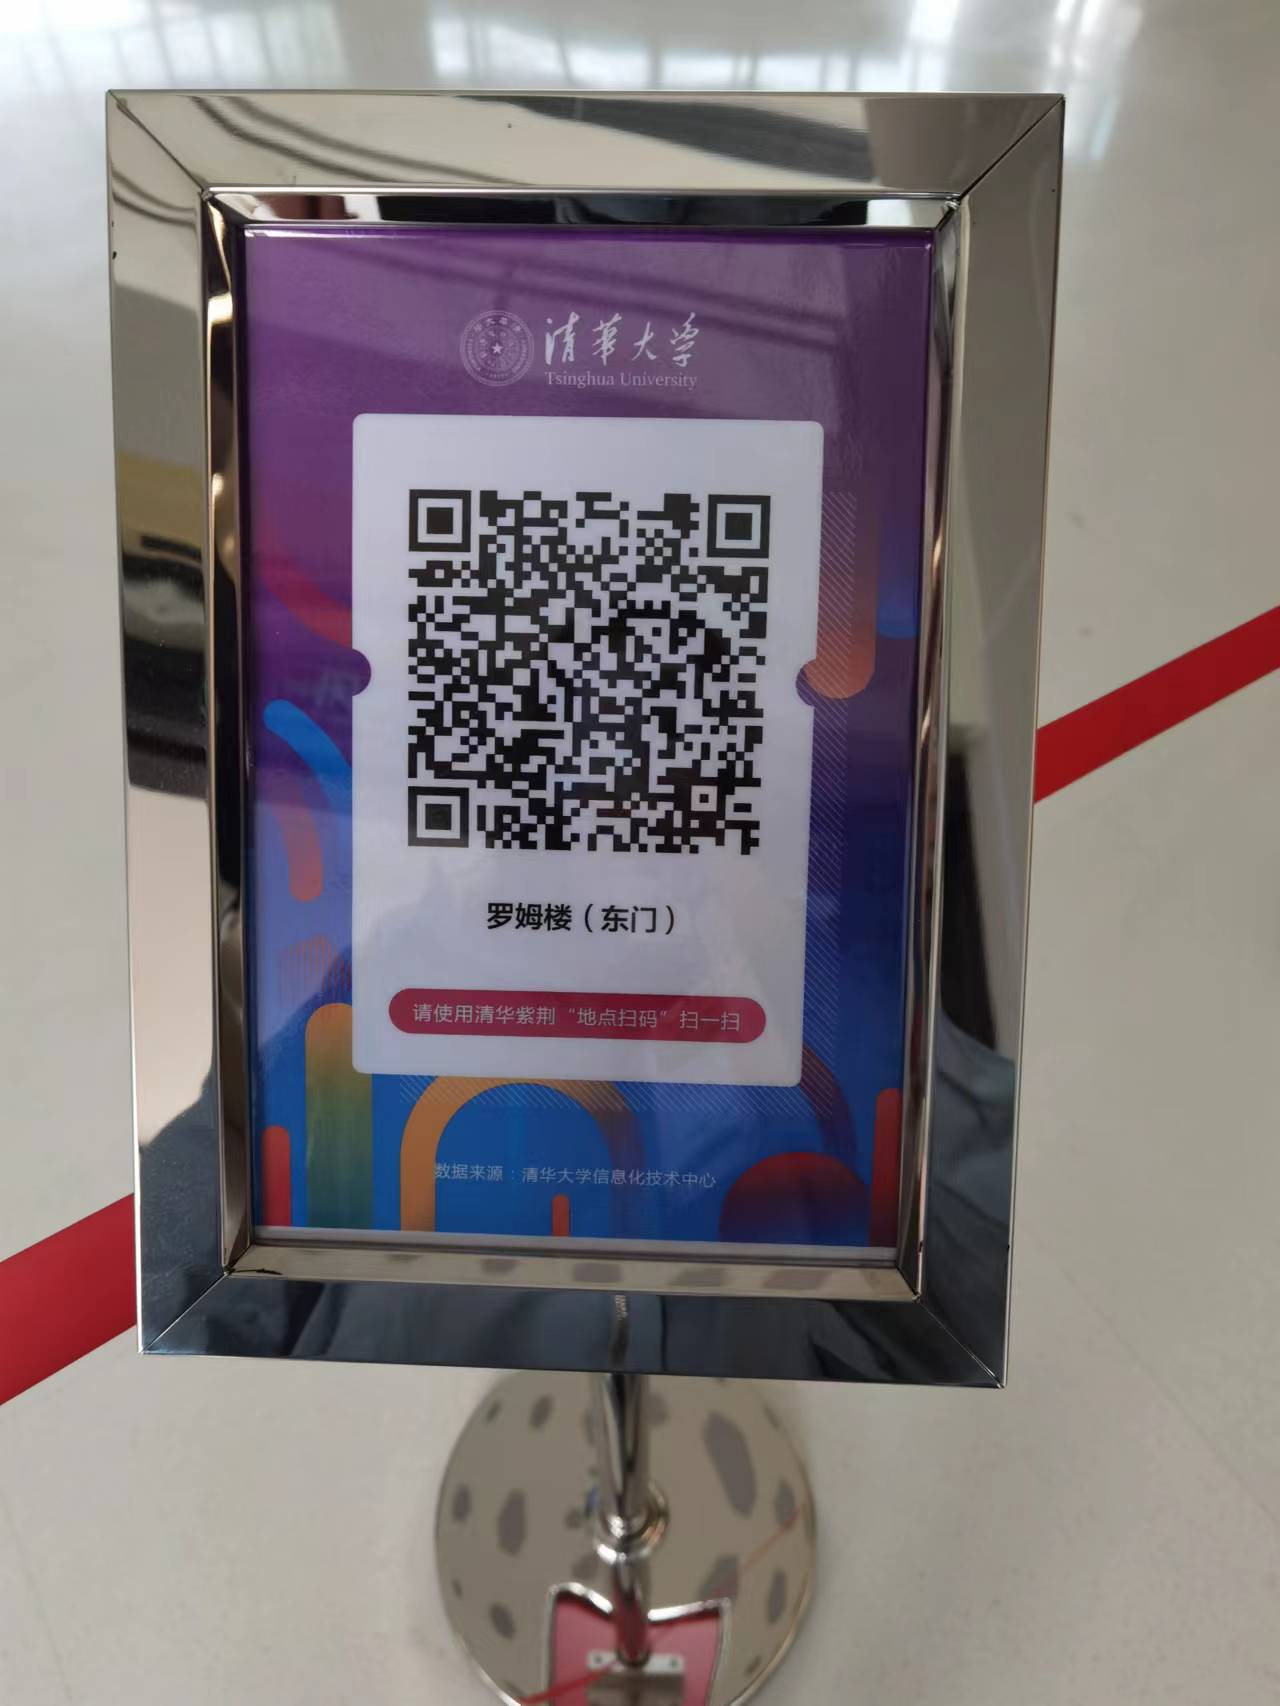 清華大学
Tsinghua University
罗姆楼（东门）
请使用清华紫荆“地点扫码”扫一扫
数据来源：清华大学信息化技术中心